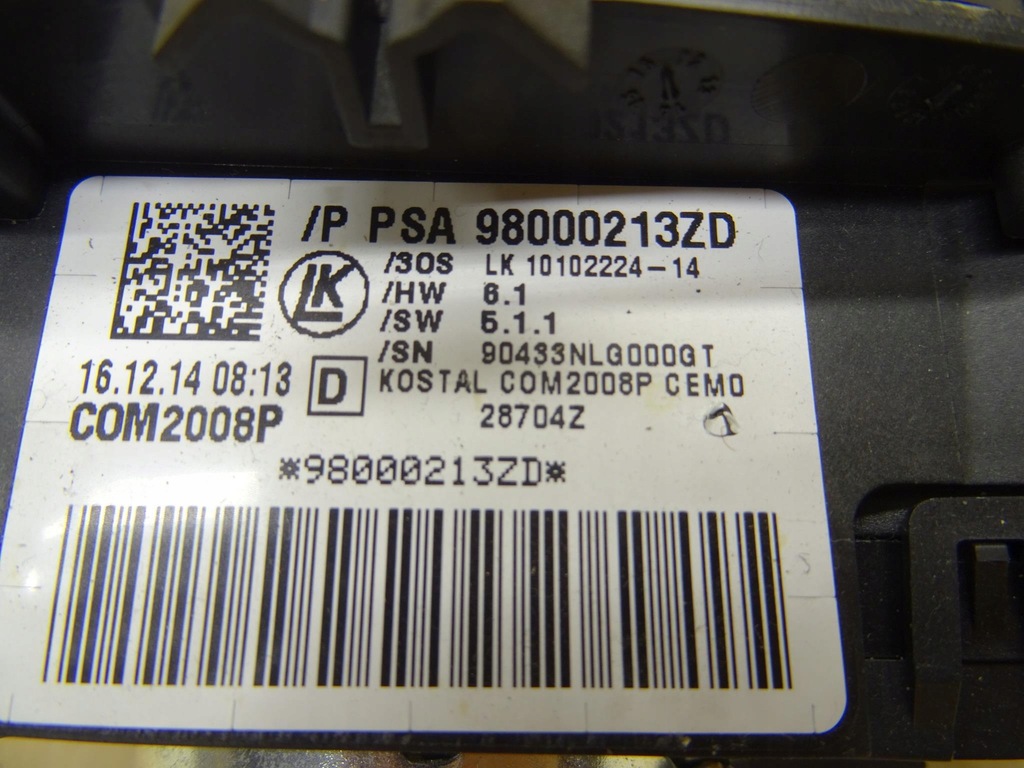 /P PSA 98000213ZD
/3OS LK 10102224-14
LK
/HW 6.1
/SW 5.1.1
/SN 90433NLG000GT
16.12.14 08:13
D
KOSTAL COM2008P CEM0
COM2008P
28704Z
*98000213ZD*